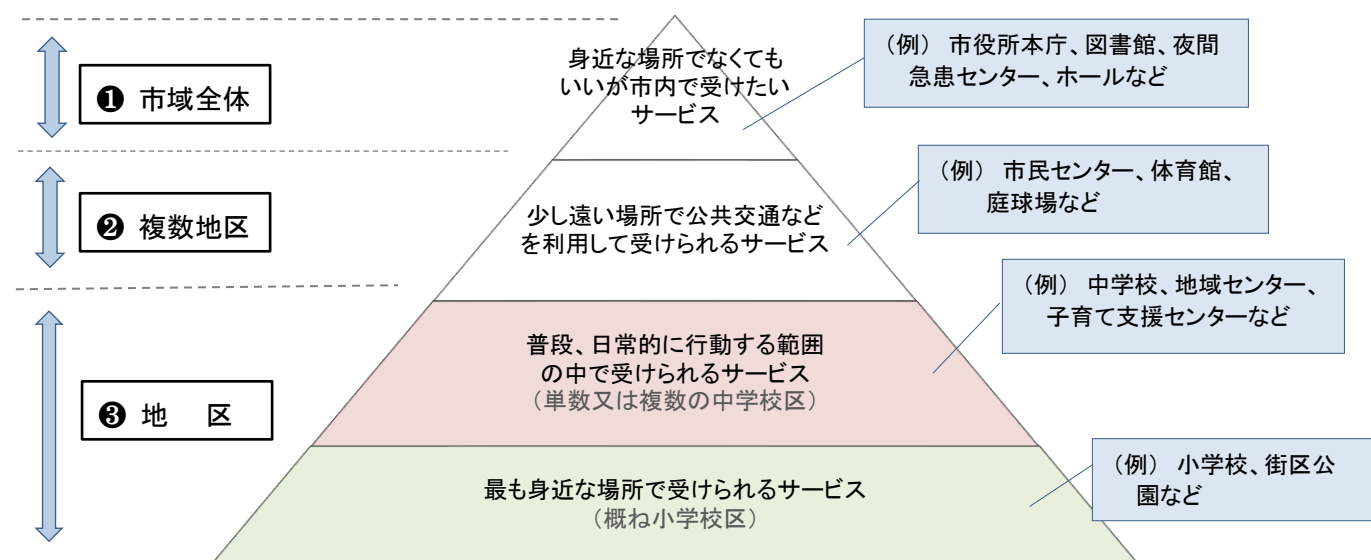 ❶ 市域全体
身近な場所でなくても
いいが市内で受けたい
サービス
（例） 市役所本庁、図書館、夜間
急患センター、ホールなど
❷ 複数地区
少し遠い場所で公共交通など
を利用して受けられるサービス
（例） 市民センター、体育館、
庭球場など
❸ 地　区
普段、日常的に行動する範囲
の中で受けられるサービス
（単数又は複数の中学校区）
（例） 中学校、地域センター、
子育て支援センターなど
最も身近な場所で受けられるサービス
（概ね小学校区）
（例） 小学校、街区公
園など